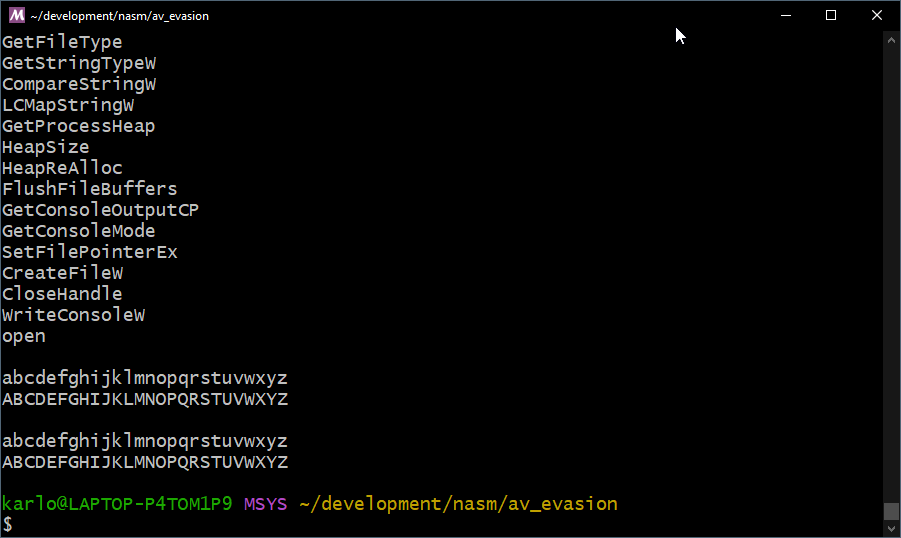 ~/development/nasm/av_evasion
GetFileType
GetStringTypeW
CompareStringW
LCMapStringW
GetProcessHeap
HeapSize
HeapReAlloc
FlushFileBuffers
GetConsoleOutputCP
GetConsoleMode
SetFilePointerEx
CreateFileW
CloseHandle
WriteConsoleW
open
abcdefghijklmnopqrstuvwxyz
ABCDEFGHIJKLMNOPQRSTUVWXYZ
abcdefghijklmnopqrstuvwxyz
ABCDEFGHIJKLMNOPQRSTUVWXYZ
karlo@LAPTOP-P4TOM1P9 MSYS ~/development/nasm/av_evasion
$